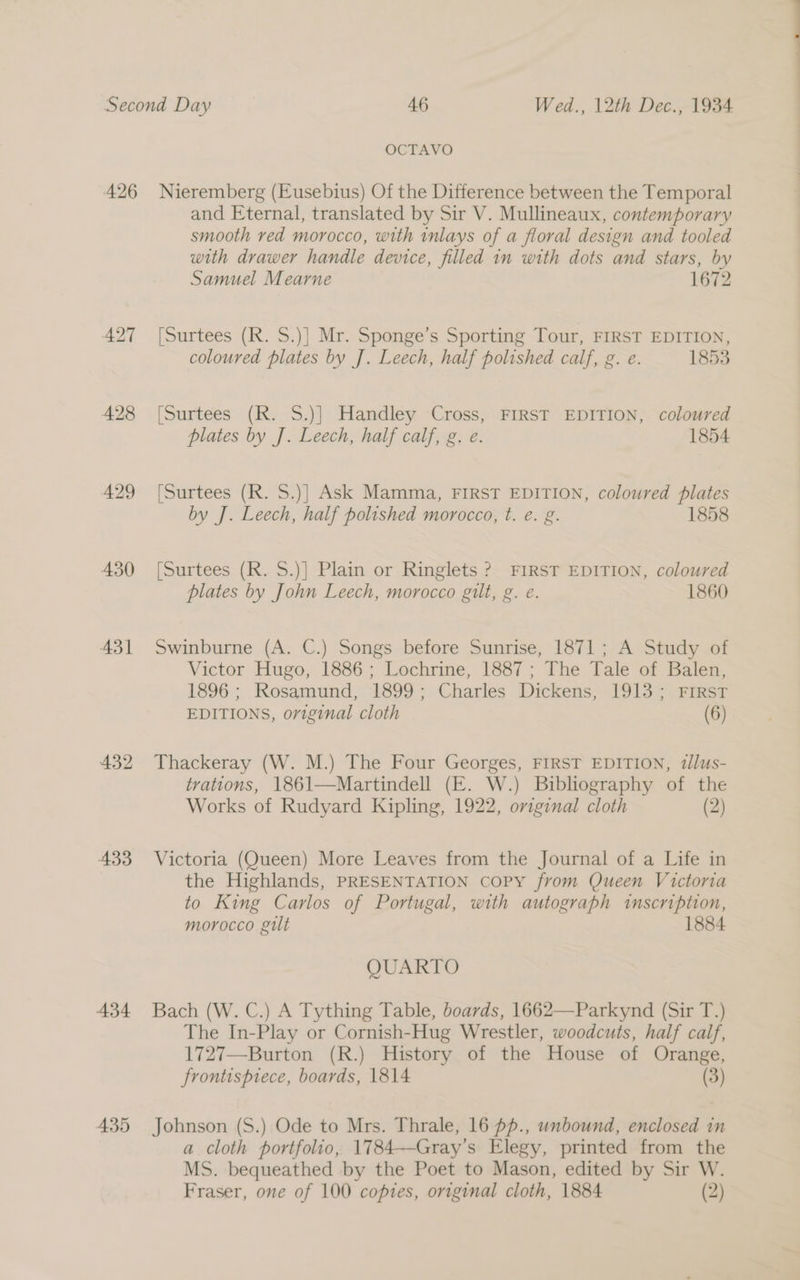 Second Day 46 Wed., 12th Dec., 1934
OCTAVO
426 Nieremberg (Eusebius) Of the Difference between the Temporal
and Eternal, translated by Sir V. Mullineaux, contemporary
smooth red morocco, with inlays of a floral design and tooled
with drawer handle device, filled in with dots and stars, by
Samuel Mearne 1672
427 [Surtees (R. S.)] Mr. Sponge's Sporting Tour, FIRST EDITION,
coloured plates by J. Leech, half polished calf, g. e. 1853
428 [Surtees (R. S.)] Handley Cross, FIRST EDITION, coloured
plates by J. Leech, half calf, g. e. 1854
429 [Surtees (R. S.)] Ask Mamma, FIRST EDITION, coloured plates
by J. Leech, half polished morocco, t. e. g. 1858
430 [Surtees (R. S.)] Plain or Ringlets ? FIRST EDITION, coloured
plates by John Leech, morocco gilt, g. e. 1860
431 Swinburne (A. C.) Songs before Sunrise, 1871 ; A Study of
Victor Hugo, 1886 ; Lochrine, 1887 ; The Tale of Balen,
1896 ; Rosamund, 1899 ; Charles Dickens, 1913 ; FIRST
EDITIONS, original cloth (6)
432 Thackeray (W. M.) The Four Georges, FIRST EDITION, illus-
trations, 1861—Martindell (E. W.) Bibliography of the
Works of Rudyard Kipling, 1922, original cloth (2)
433 Victoria (Queen) More Leaves from the Journal of a Life in
the Highlands, PRESENTATION COPY from Queen Victoria
to King Carlos of Portugal, with autograph inscription,
morocco gilt 1884
QUARTO
434 Bach (W. C.) A Tything Table, boards, 1662—Parkynd (Sir T.)
The In-Play or Cornish-Hug Wrestler, woodcuts, half calf,
1727—Burton (R.) History of the House of Orange,
frontispiece, boards, 1814 (3)
435 Johnson (S.) Ode to Mrs. Thrale, 16 pp., unbound, enclosed in
a cloth portfolio, 1784—Gray's Elegy, printed from the
MS. bequeathed by the Poet to Mason, edited by Sir W.
Fraser, one of 100 copies, original cloth, 1884 (2)